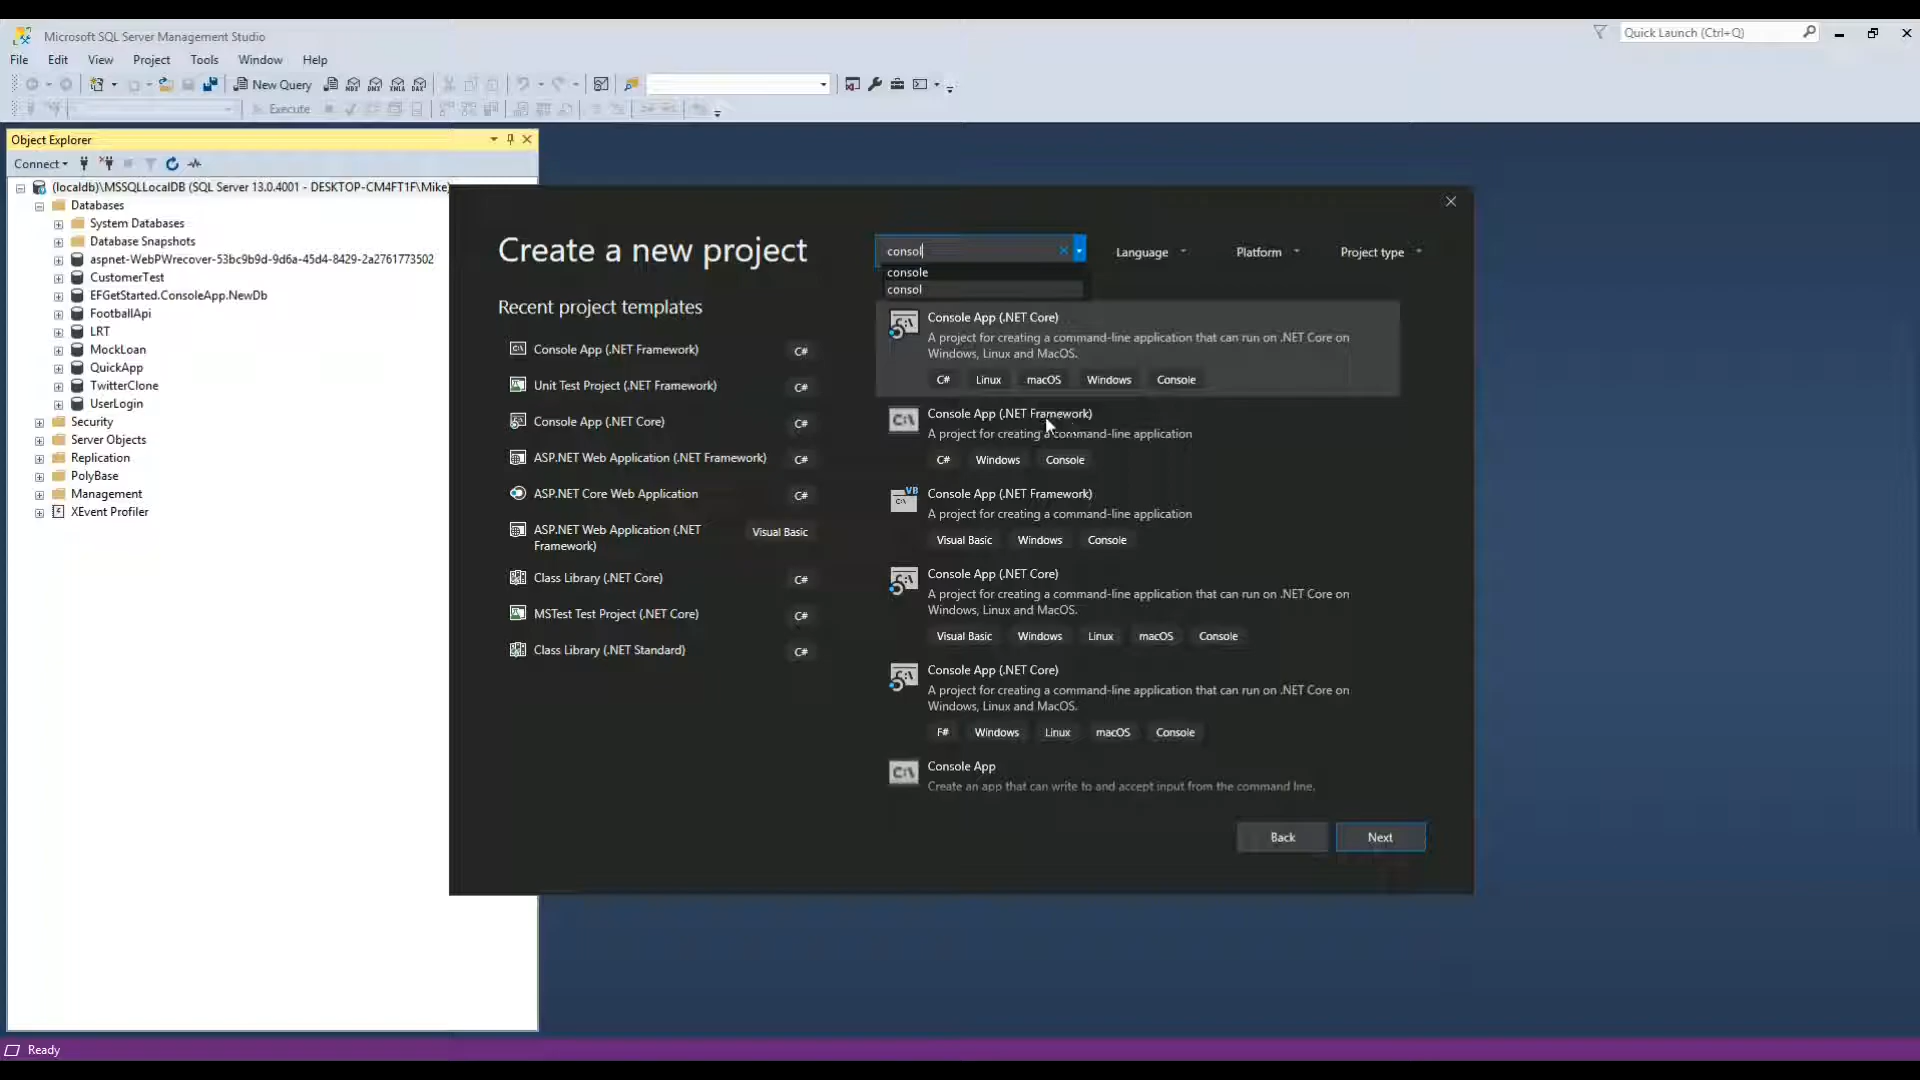 Microsoft SQL Server Management Studio
Quick Launch (Ctrl+Q)
File Edit View Project Tools Window Help
New Query
MDX DMX XMLA DAX
Execute
Object Explorer
Connect
(localdb)\MSSQLLocalDB (SQL Server 13.0.4001 - DESKTOP-CM4FT1F\Mike)
Databases
System Databases
Database Snapshots
aspnet-WebPWrecover-53bc9b9d-9d6a-45d4-8429-2a2761773502
CustomerTest
EFGetStarted.ConsoleApp.NewDb
FootballApi
LRT
MockLoan
QuickApp
TwitterClone
UserLogin
Security
Server Objects
Replication
PolyBase
Management
XEvent Profiler
Create a new project
Recent project templates
Console App (.NET Framework) C#
Unit Test Project (.NET Framework) C#
Console App (.NET Core) C#
ASP.NET Web Application (.NET Framework) C#
ASP.NET Core Web Application C#
ASP.NET Web Application (.NET
Framework) Visual Basic
Class Library (.NET Core) C#
MSTest Test Project (.NET Core) C#
Class Library (.NET Standard) C#
consol
Language Platform Project type
console
consol
Console App (.NET Core)
A project for creating a command-line application that can run on .NET Core on
Windows, Linux and MacOS.
C# Linux macOS Windows Console
Console App (.NET Framework)
A project for creating a command-line application
C# Windows Console
Console App (.NET Framework)
A project for creating a command-line application
Visual Basic Windows Console
Console App (.NET Core)
A project for creating a command-line application that can run on .NET Core on
Windows, Linux and MacOS.
Visual Basic Windows Linux macOS Console
Console App (.NET Core)
A project for creating a command-line application that can run on .NET Core on
Windows, Linux and MacOS.
F# Windows Linux macOS Console
Console App
Create an app that can write to and accept input from the command line.
Back Next
Ready